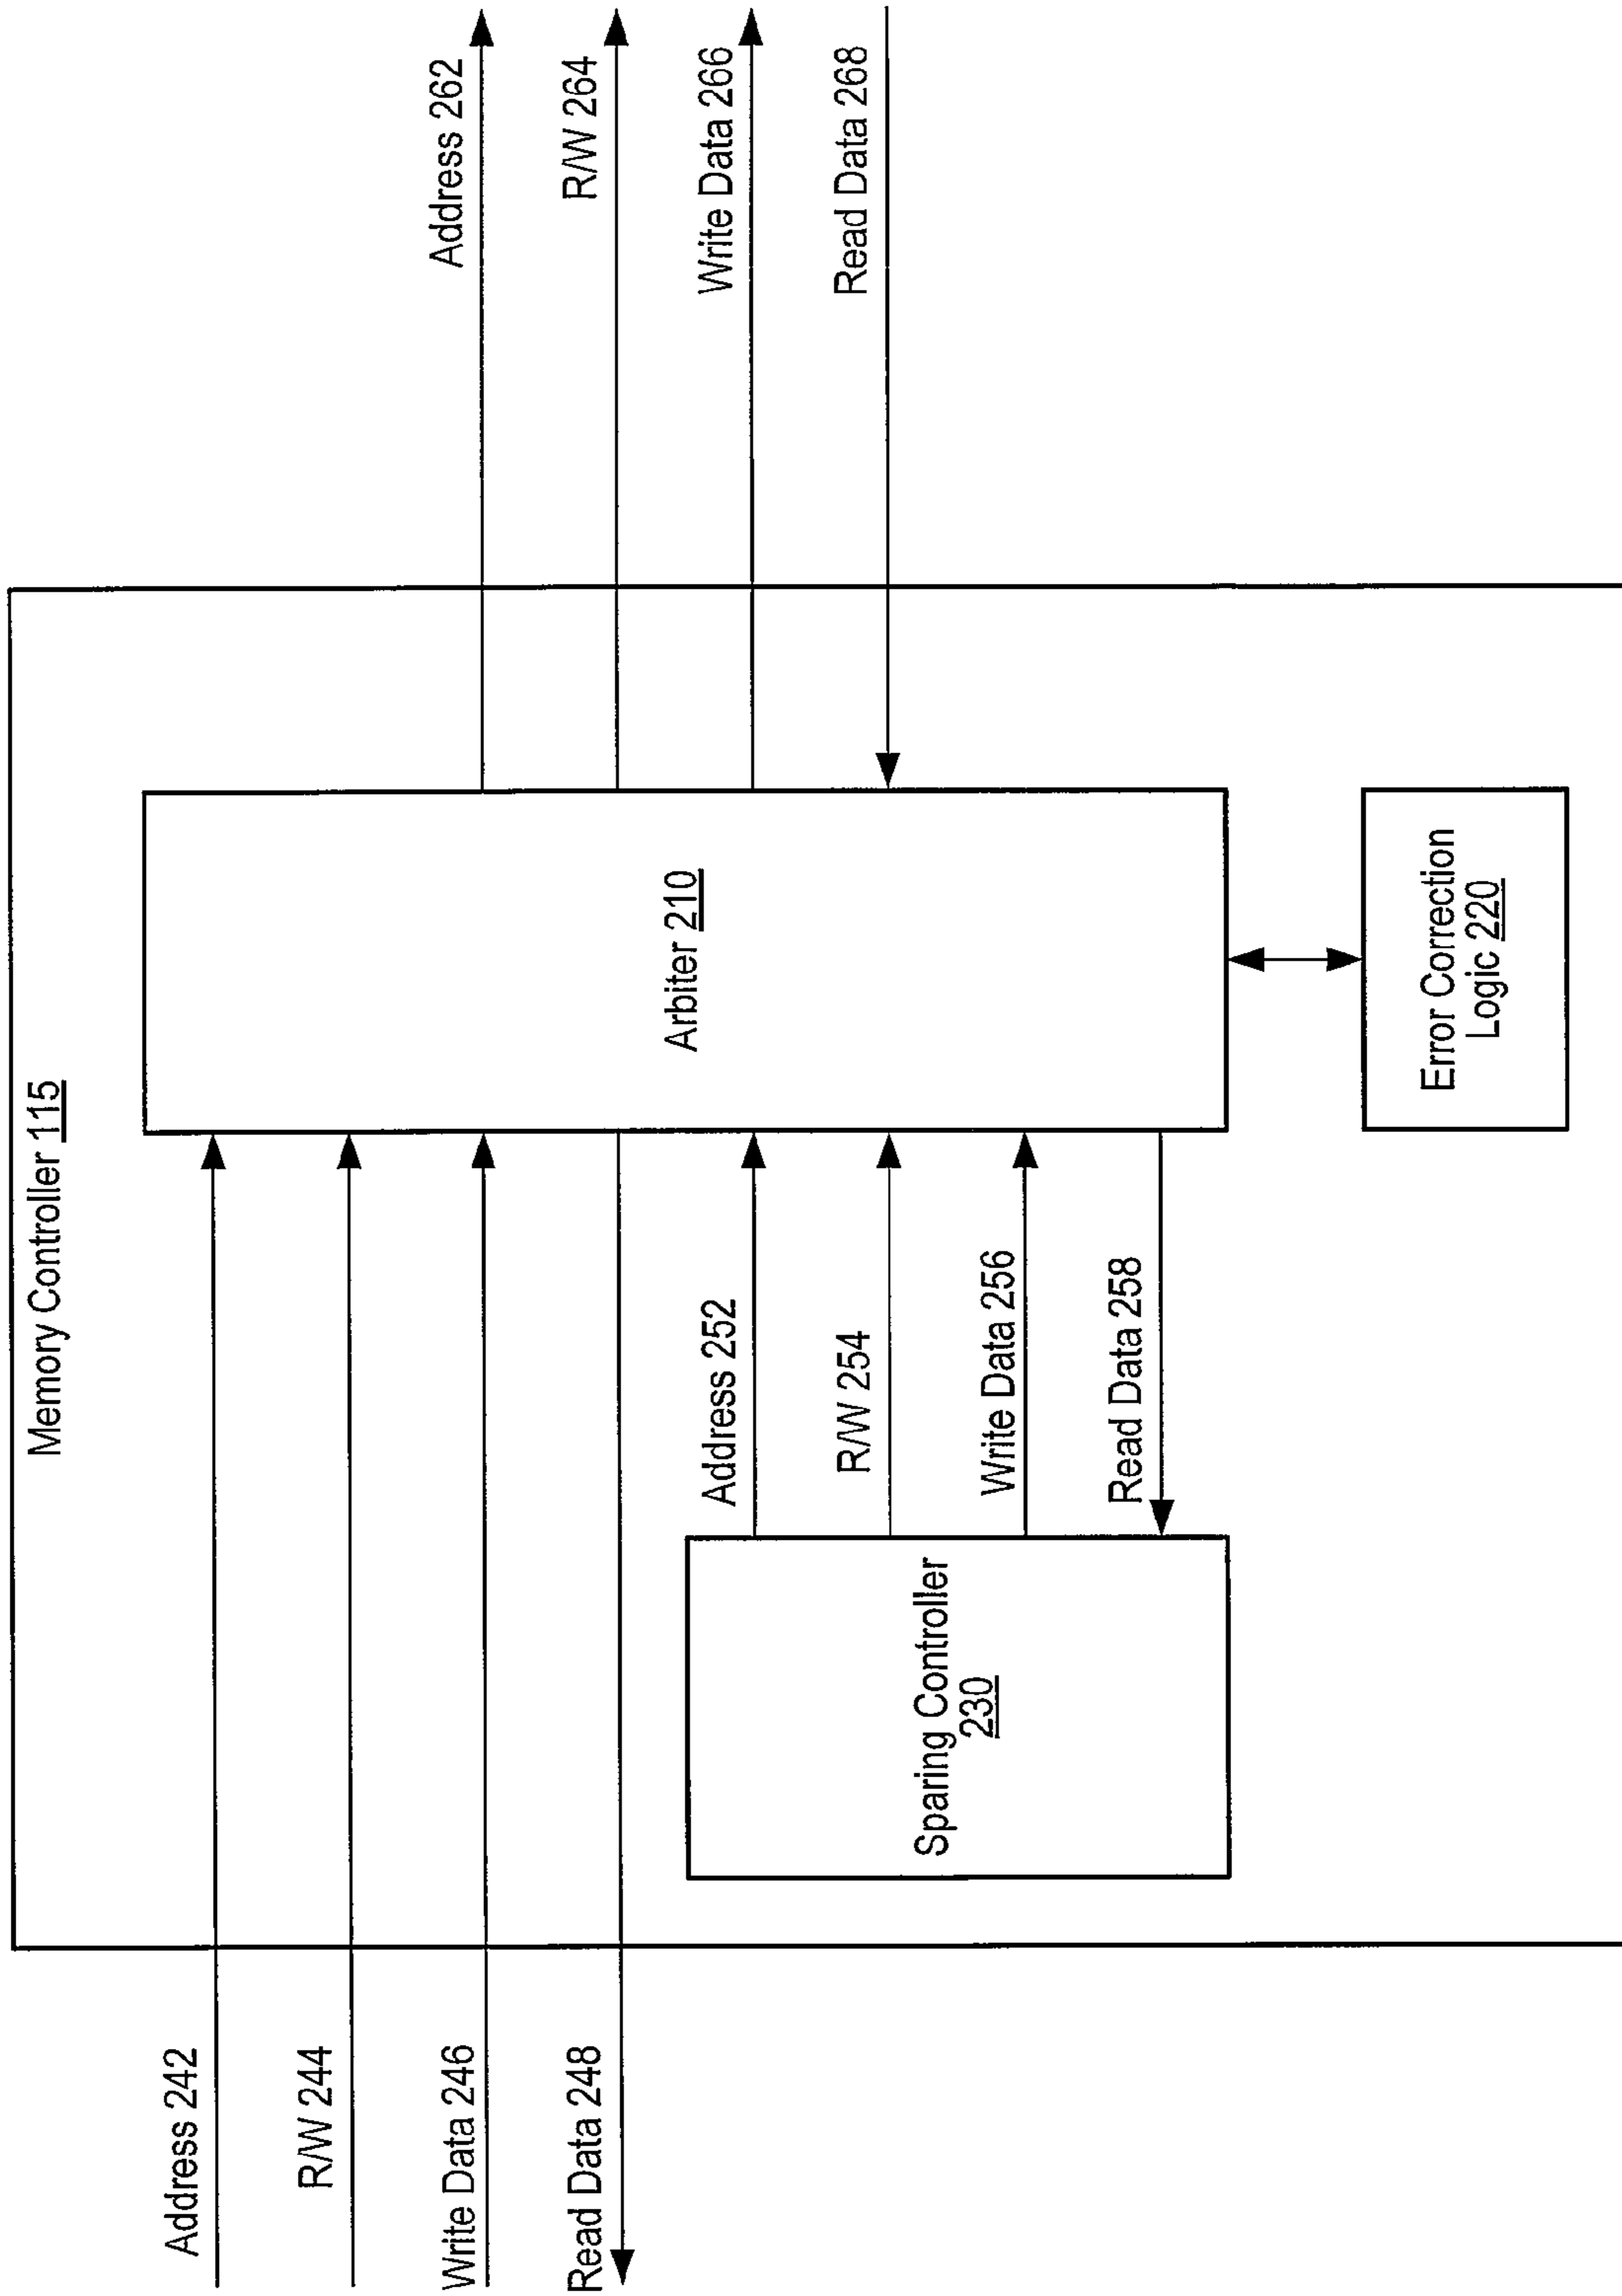 Memory Controller 115
Address 242
R/W 244
Write Data 246
Read Data 248
Sparing Controller
230
Address 252
R/W 254
Write Data 256
Read Data 258
Arbiter 210
Error Correction
Logic 220
Address 262
R/W 264
Write Data 266
Read Data 268